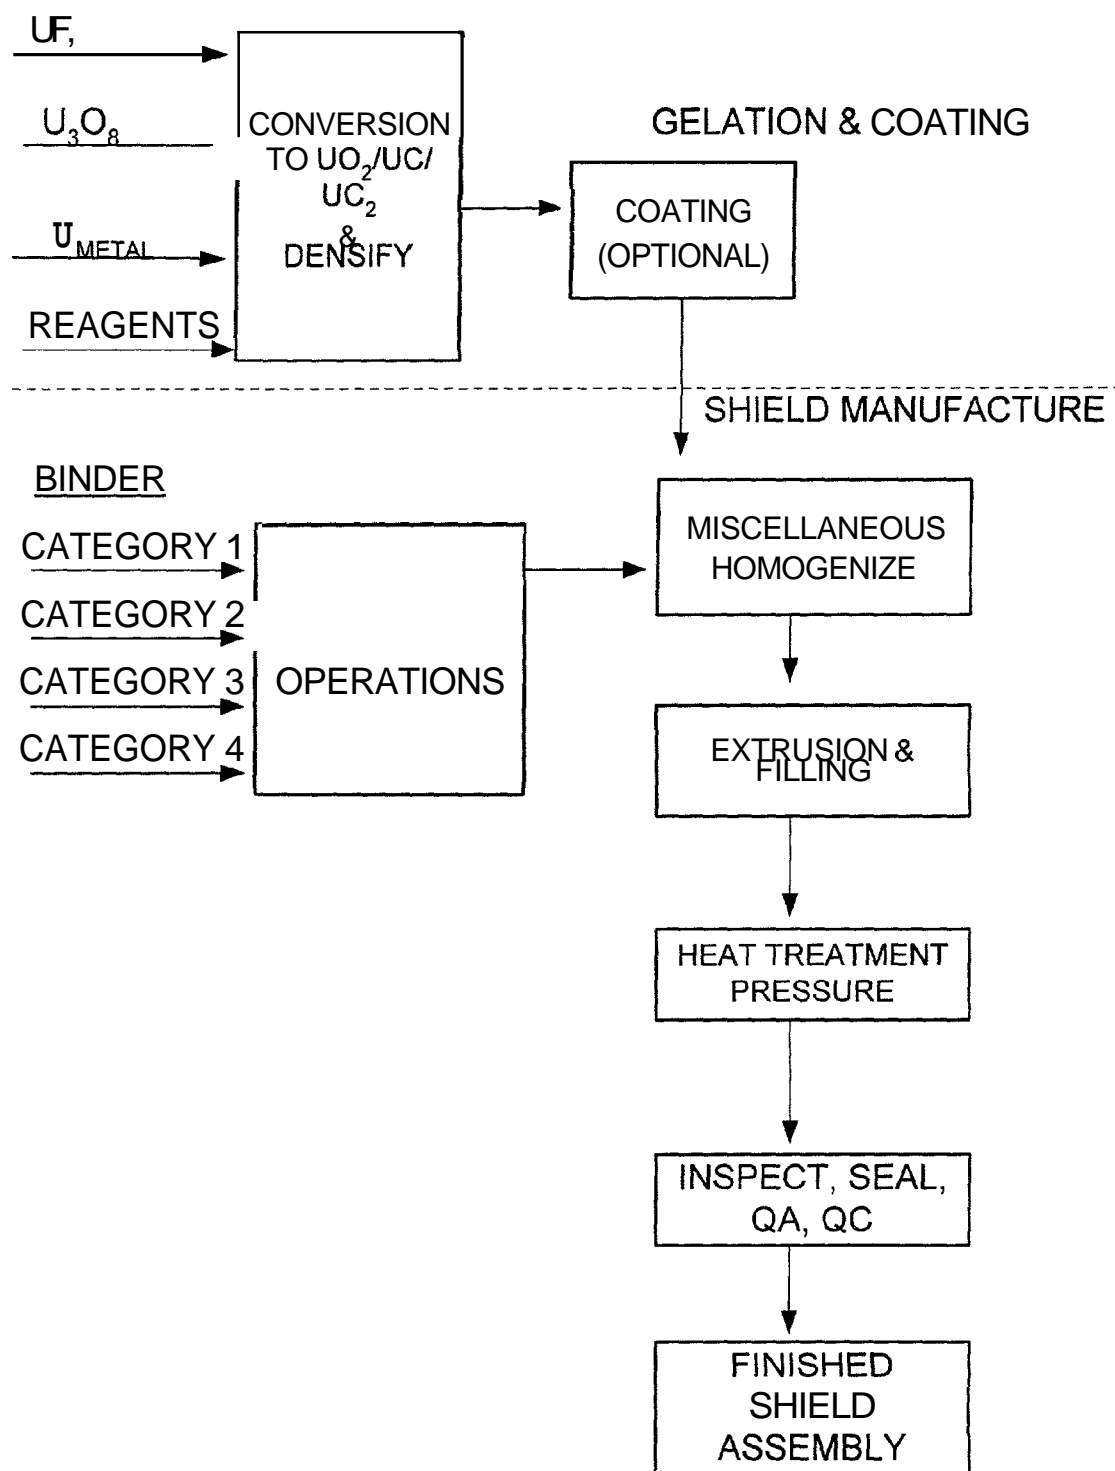 UF,
U₃O₈
U METAL
REAGENTS
CONVERSION
TO UO₂/UC/
UC₂
&
DENSIFY
GELATION & COATING
COATING
(OPTIONAL)
SHIELD MANUFACTURE
BINDER
CATEGORY 1
CATEGORY 2
CATEGORY 3
CATEGORY 4
OPERATIONS
MISCELLANEOUS
HOMOGENIZE
EXTRUSION &
FILLING
HEAT TREATMENT
PRESSURE
INSPECT, SEAL,
QA, QC
FINISHED
SHIELD
ASSEMBLY